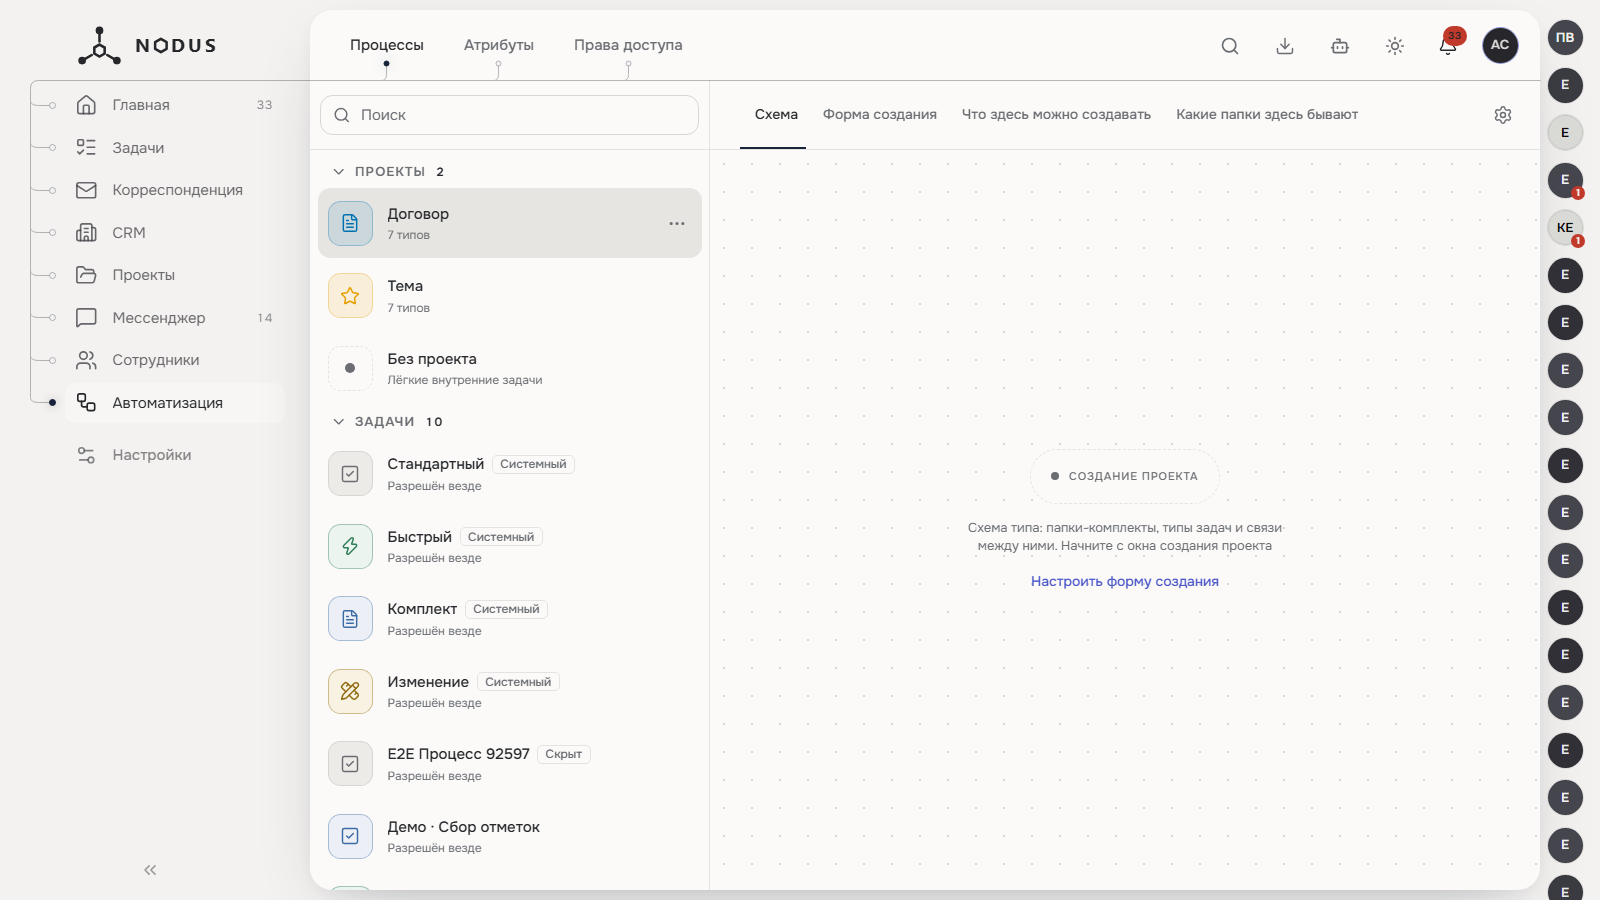 NODUS
Процессы
Атрибуты
Права доступа
33
АС
Главная 33
Задачи
Корреспонденция
CRM
Проекты
Мессенджер 14
Сотрудники
Автоматизация
Настройки
Поиск
ПРОЕКТЫ 2
Договор
7 типов
Тема
7 типов
Без проекта
Лёгкие внутренние задачи
ЗАДАЧИ 10
Стандартный Системный
Разрешён везде
Быстрый Системный
Разрешён везде
Комплект Системный
Разрешён везде
Изменение Системный
Разрешён везде
E2E Процесс 92597 Скрыт
Разрешён везде
Демо · Сбор отметок
Разрешён везде
Схема
Форма создания
Что здесь можно создавать
Какие папки здесь бывают
СОЗДАНИЕ ПРОЕКТА
Схема типа: папки-комплекты, типы задач и связи
между ними. Начните с окна создания проекта
Настроить форму создания
ПВ
Е
Е
Е
1
КЕ
1
Е
Е
Е
Е
Е
Е
Е
Е
Е
Е
Е
Е
Е
Е